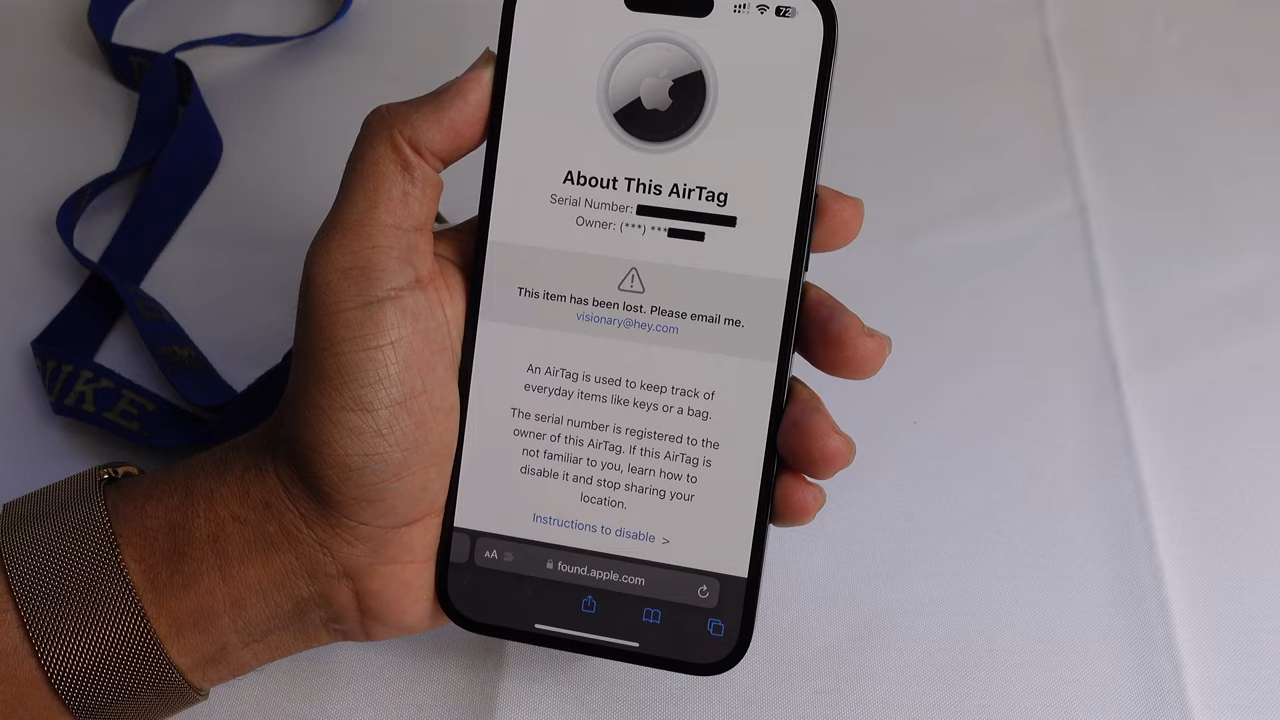 72
About This AirTag
Serial Number:
Owner: (***) ***
This item has been lost. Please email me.
visionary@hey.com
An AirTag is used to keep track of
everyday items like keys or a bag.
The serial number is registered to the
owner of this AirTag. If this AirTag is
not familiar to you, learn how to
disable it and stop sharing your
location.
Instructions to disable >
AA
found.apple.com